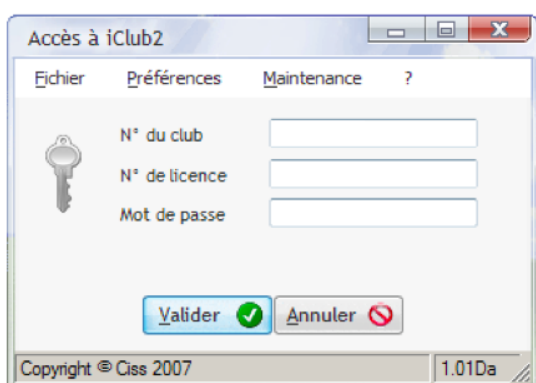 Accès à iClub2
Fichier Préférences Maintenance ?
N° du club
N° de licence
Mot de passe
Valider Annuler
Copyright © Ciss 2007 1.01Da